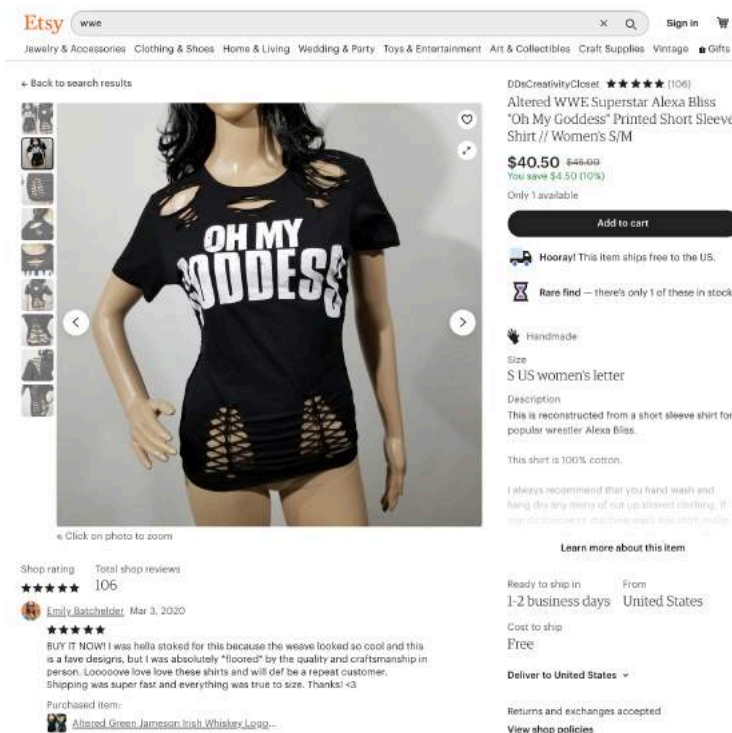 Etsy
wwe
Sign in
Jewelry & Accessories Clothing & Shoes Home & Living Wedding & Party Toys & Entertainment Art & Collectibles Craft Supplies Vintage Gifts
← Back to search results
DDsCreativityCloset ★★★★★ (106)
Altered WWE Superstar Alexa Bliss
"Oh My Goddess" Printed Short Sleeve
Shirt // Women's S/M
$40.50 $45.00
You save $4.50 (10%)
Only 1 available
Add to cart
Hooray! This item ships free to the US.
Rare find — there's only 1 of these in stock
Handmade
Size
S US women's letter
Description
This is reconstructed from a short sleeve shirt for
popular wrestler Alexa Bliss.
This shirt is 100% cotton.
I always recommend that you hand wash and
hang dry any items of cut up altered clothing. If
Learn more about this item
Ready to ship in From
1-2 business days United States
Cost to ship
Free
Deliver to United States
Returns and exchanges accepted
View shop policies
OH MY
GODDESS
Click on photo to zoom
Shop rating Total shop reviews
★★★★★ 106
Emily Batchelder Mar 3, 2020
★★★★★
BUY IT NOW! I was hella stoked for this because the weave looked so cool and this
is a fave designs, but I was absolutely *floored* by the quality and craftsmanship in
person. Looooove love love these shirts and will def be a repeat customer.
Shipping was super fast and everything was true to size. Thanks! <3
Purchased item:
Altered Green Jameson Irish Whiskey Logo...